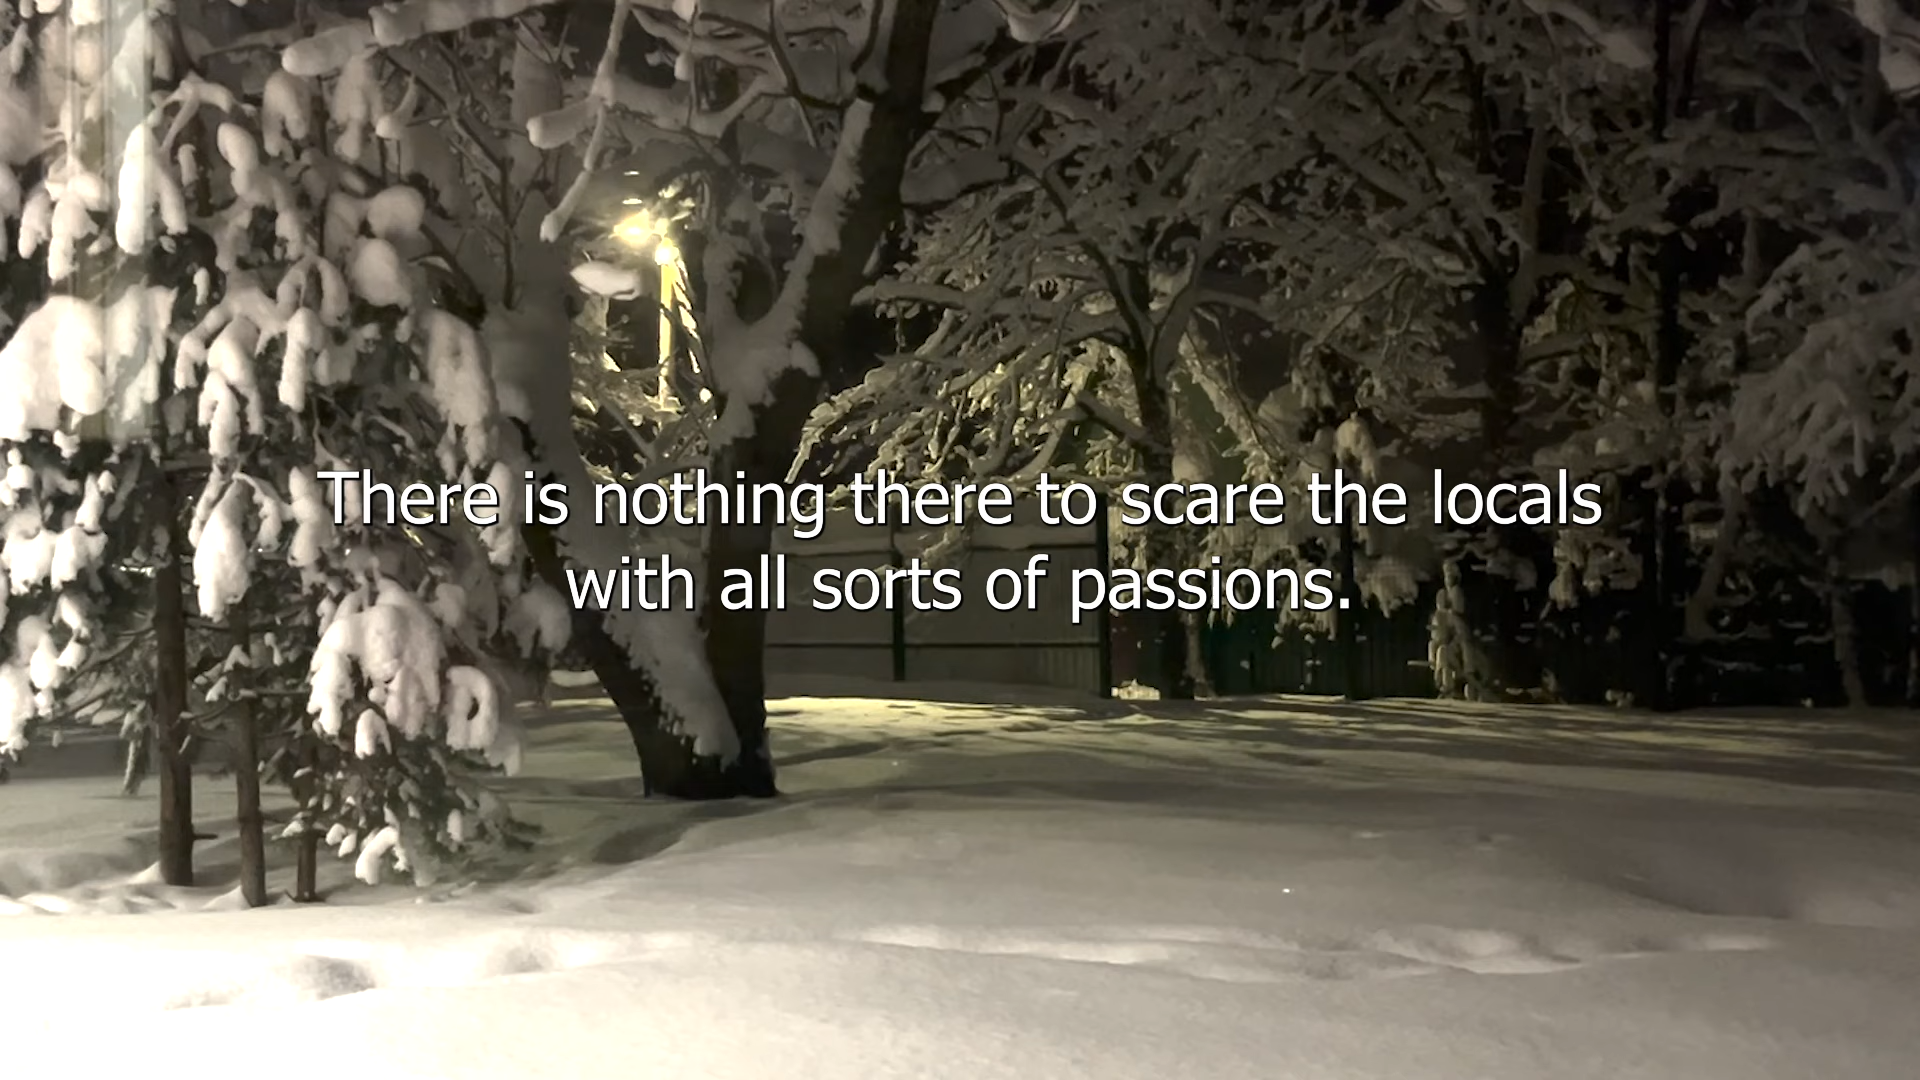 There is nothing there to scare the locals
with all sorts of passions.